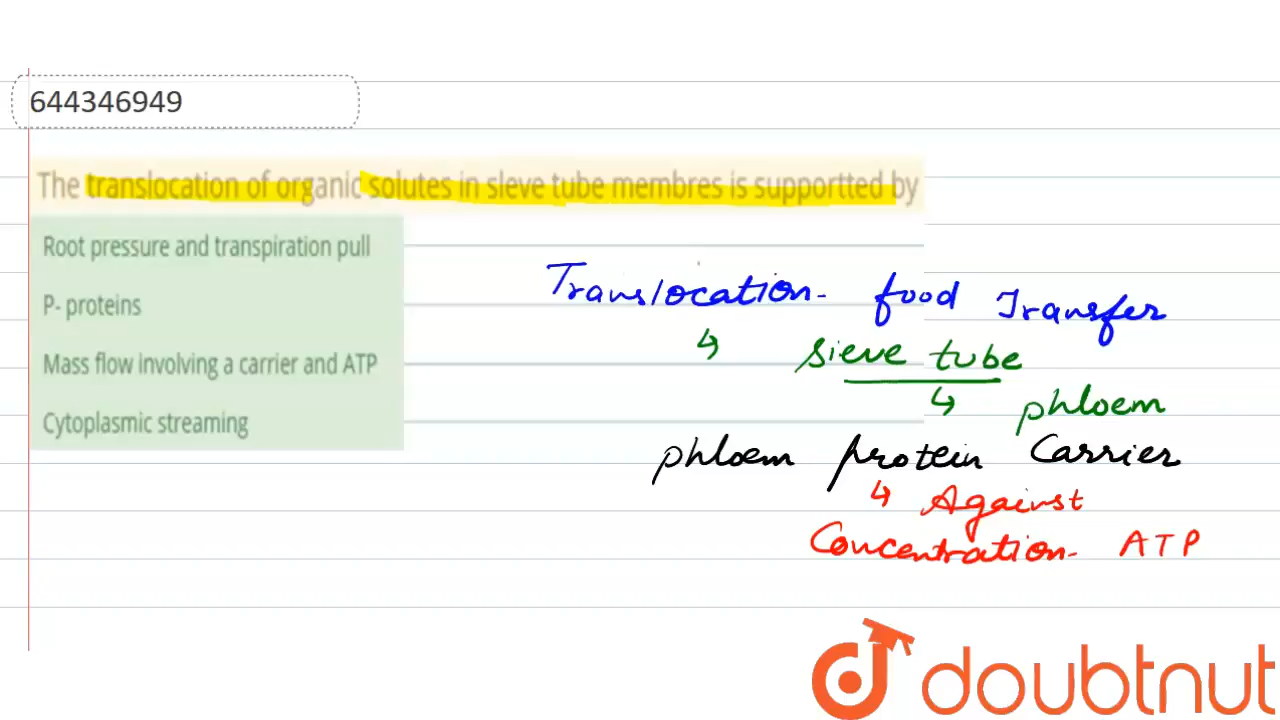 644346949
The translocation of organic solutes in sleve tube membres is supportted by
Root pressure and transpiration pull
P- proteins
Mass flow involving a carrier and ATP
Cytoplasmic streaming
Translocation- food Transfer
↳ Sieve tube
↳ phloem
phloem protein Carrier
↳ Against
Concentration- ATP
doubtnut